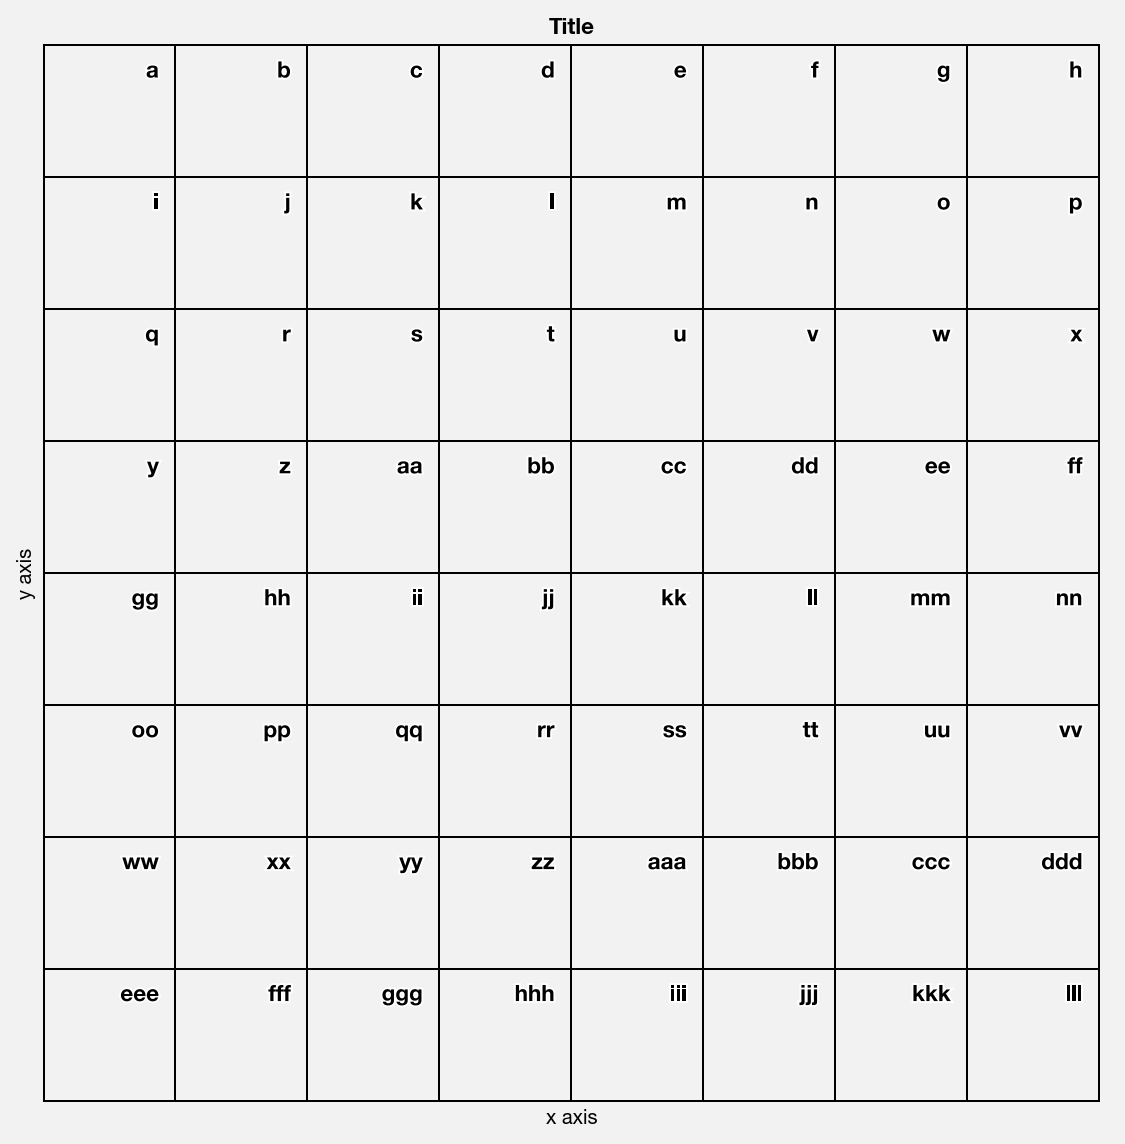 Title
a b c d e f g h
i j k l m n o p
q r s t u v w x
y z aa bb cc dd ee ff
y axis
gg hh ii jj kk ll mm nn
oo pp qq rr ss tt uu vv
ww xx yy zz aaa bbb ccc ddd
eee fff ggg hhh iii jjj kkk lll
x axis